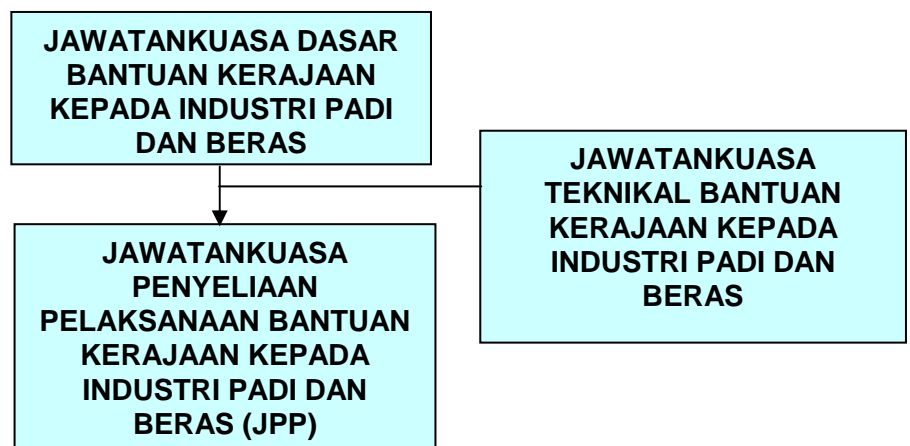 JAWATANKUASA DASAR
BANTUAN KERAJAAN
KEPADA INDUSTRI PADI
DAN BERAS
JAWATANKUASA
TEKNIKAL BANTUAN
KERAJAAN KEPADA
INDUSTRI PADI DAN
BERAS
JAWATANKUASA
PENYELIAAN
PELAKSANAAN BANTUAN
KERAJAAN KEPADA
INDUSTRI PADI DAN
BERAS (JPP)